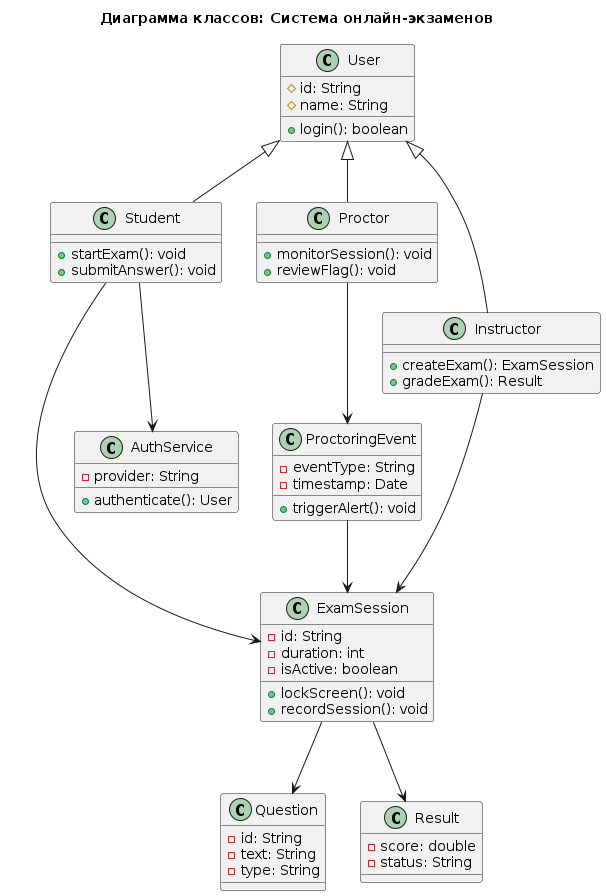 Диаграмма классов: Система онлайн-экзаменов
C User
id: String
name: String
login(): boolean
C Student
startExam(): void
submitAnswer(): void
C Proctor
monitorSession(): void
reviewFlag(): void
C Instructor
createExam(): ExamSession
gradeExam(): Result
C AuthService
provider: String
authenticate(): User
C ProctoringEvent
eventType: String
timestamp: Date
triggerAlert(): void
C ExamSession
id: String
duration: int
isActive: boolean
lockScreen(): void
recordSession(): void
C Question
id: String
text: String
type: String
C Result
score: double
status: String